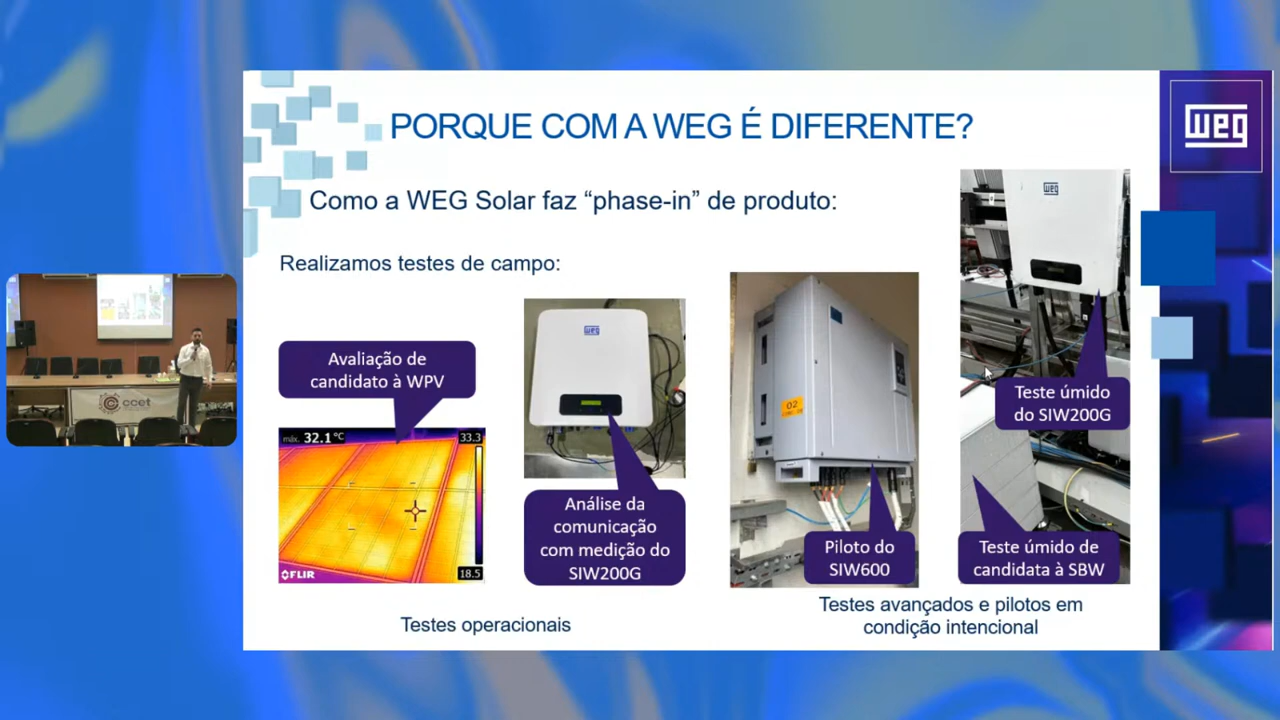 PORQUE COM A WEG É DIFERENTE?
weg
Como a WEG Solar faz “phase-in” de produto:
Realizamos testes de campo:
Avaliação de
candidato à WPV
máx. 32.1 °C
33.3
18.5
FLIR
weg
Análise da
comunicação
com medição do
SIW200G
02
Piloto do
SIW600
weg
Teste úmido
do SIW200G
Teste úmido de
candidata à SBW
Testes operacionais
Testes avançados e pilotos em
condição intencional
ccet